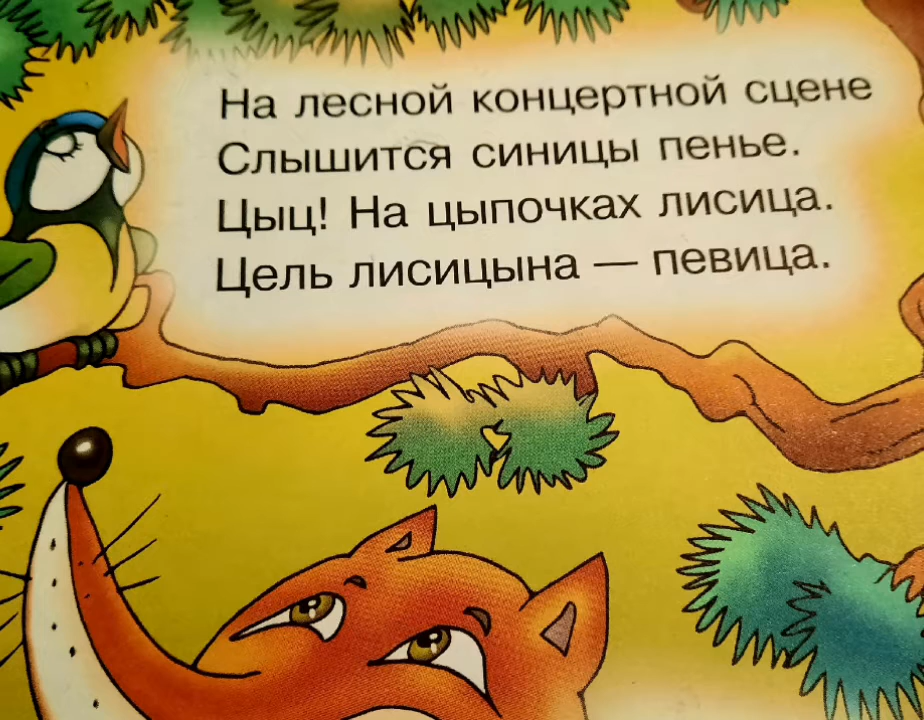 На лесной концертной сцене
Слышится синицы пенье.
Цыц! На цыпочках лисица.
Цель лисицына — певица.